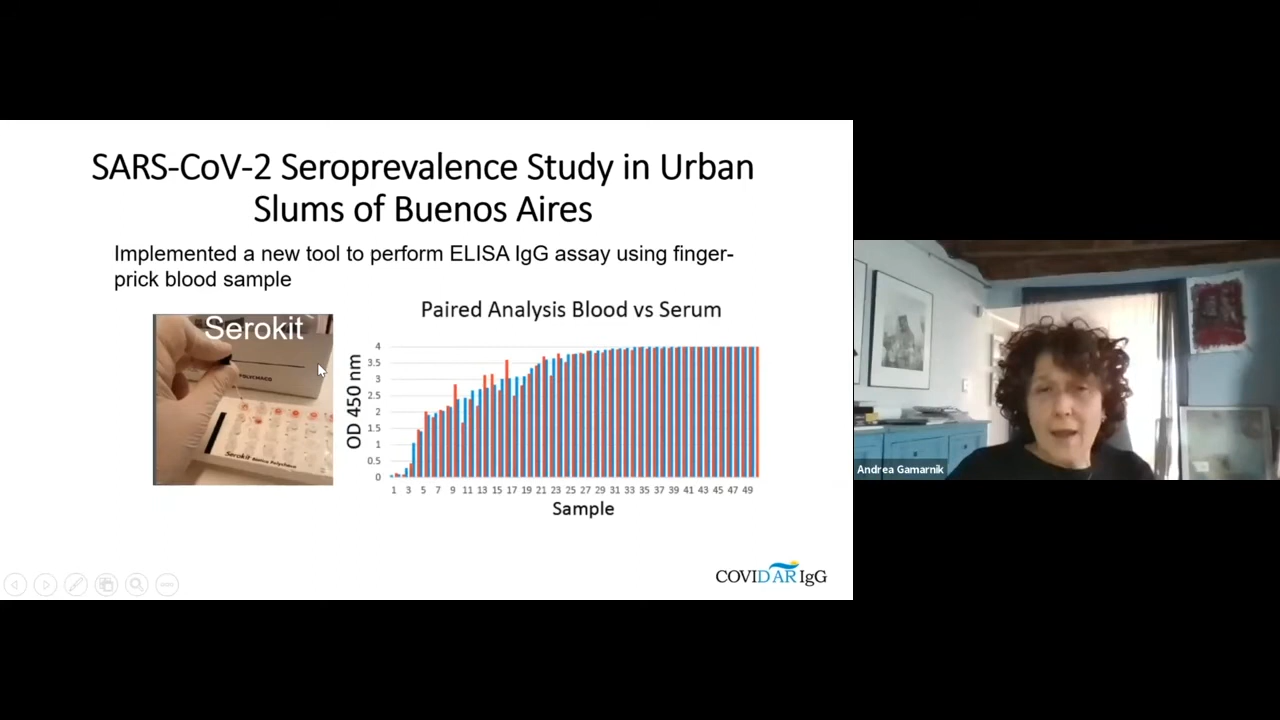 SARS-CoV-2 Seroprevalence Study in Urban
Slums of Buenos Aires
Implemented a new tool to perform ELISA IgG assay using finger-
prick blood sample
Serokit
POLYCHACO
Serokit
Paired Analysis Blood vs Serum
OD 450 nm
4
3.5
3
2.5
2
1.5
1
0.5
0
1 3 5 7 9 11 13 15 17 19 21 23 25 27 29 31 33 35 37 39 41 43 45 47 49
Sample
COVIDAR IgG
Andrea Gamarnik